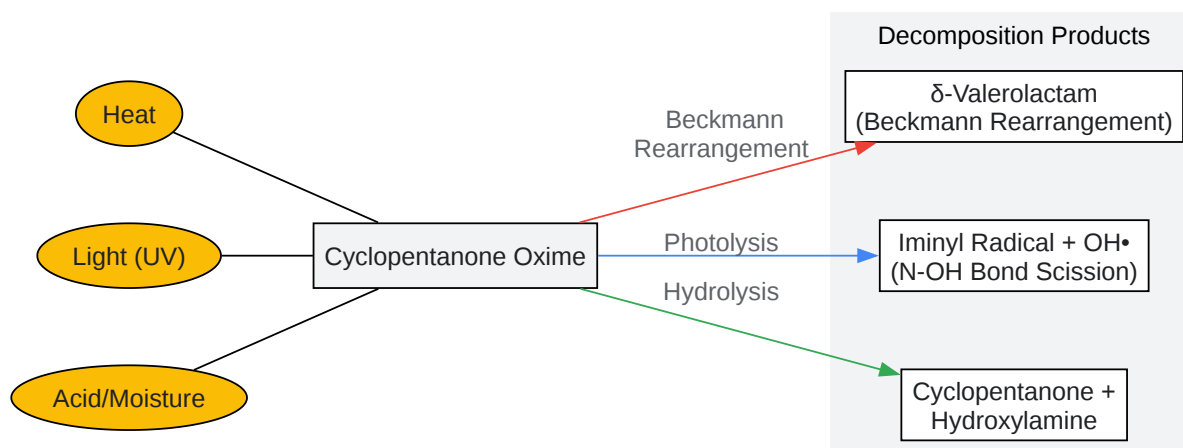 Decomposition Products
Heat
Light (UV)
Acid/Moisture
Cyclopentanone Oxime
Beckmann
Rearrangement
Photolysis
Hydrolysis
δ-Valerolactam
(Beckmann Rearrangement)
Iminyl Radical + OH•
(N-OH Bond Scission)
Cyclopentanone +
Hydroxylamine